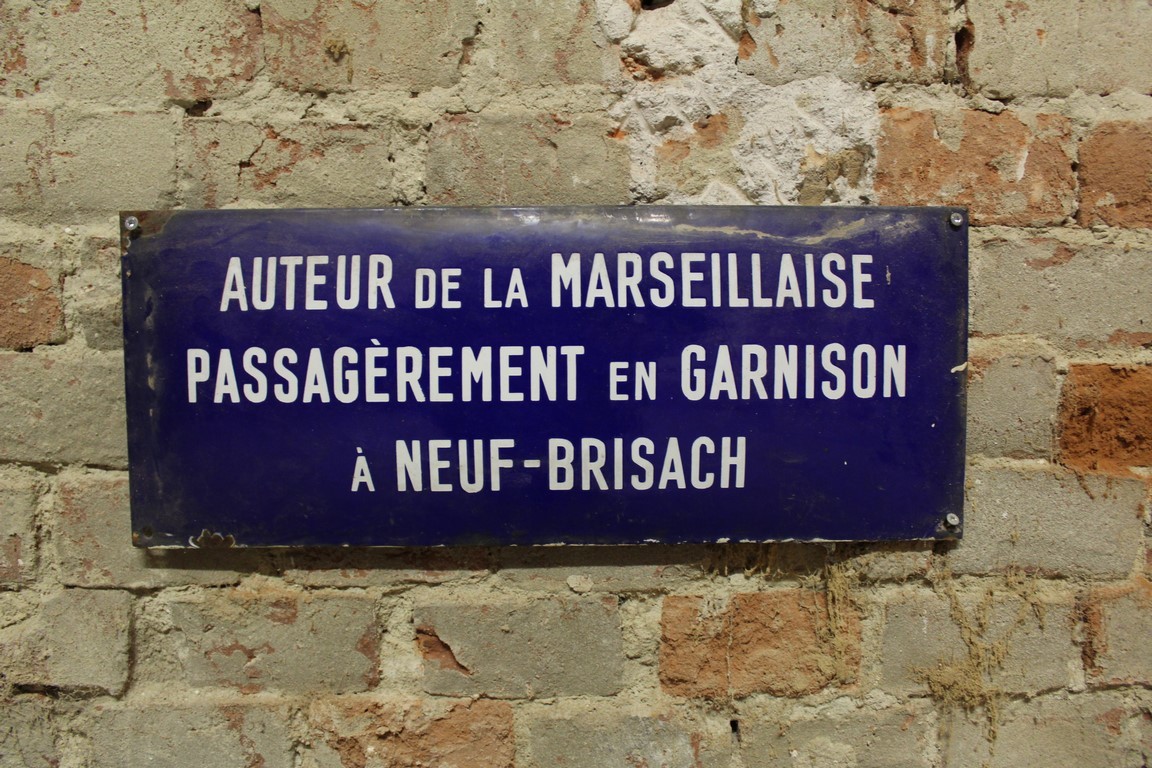 AUTEUR DE LA MARSEILLAISE
PASSAGÈREMENT EN GARNISON
À NEUF-BRISACH